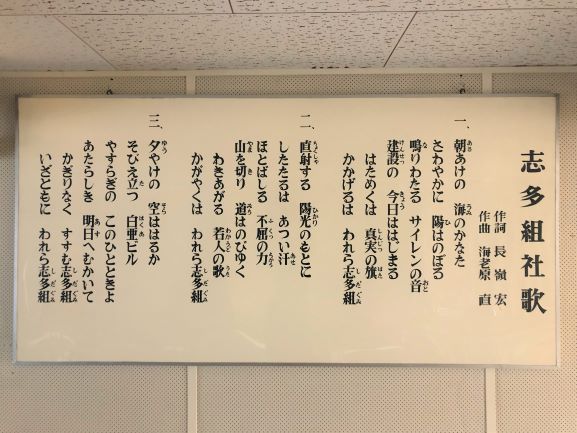 志多組社歌
作詞 長嶺宏
作曲 海老原 直
一、
朝あけの 海のかなた
さわやかに 陽はのぼる
鳴りわたる サイレンの音
建設の 今日ははじまる
はためくは 真実の旗
かかげるは われら志多組
二、
直射する 陽光のもとに
したたるは あつい汗
ほとばしる 不屈の力
山を切り 道はのびゆく
わきあがる 若人の歌
かがやくは われら志多組
三、
夕やけの 空ははるか
そびえ立つ 白亜ビル
やすらぎの このひとときよ
あたらしき 明日へむかいて
かぎりなく すすむ志多組
いざともに われら志多組